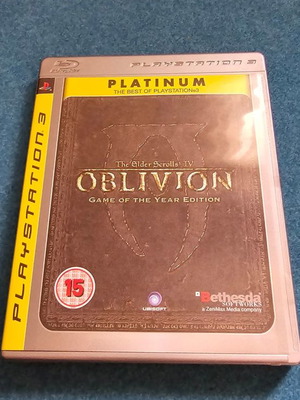 PLAYSTATION 3
PLATINUM
THE BEST OF PLAYSTATION®3
PLAYSTATION 3
The Elder Scrolls® IV
OBLIVION
GAME OF THE YEAR EDITION
15
UBISOFT
Bethesda
SOFTWORKS
a ZeniMax Media company